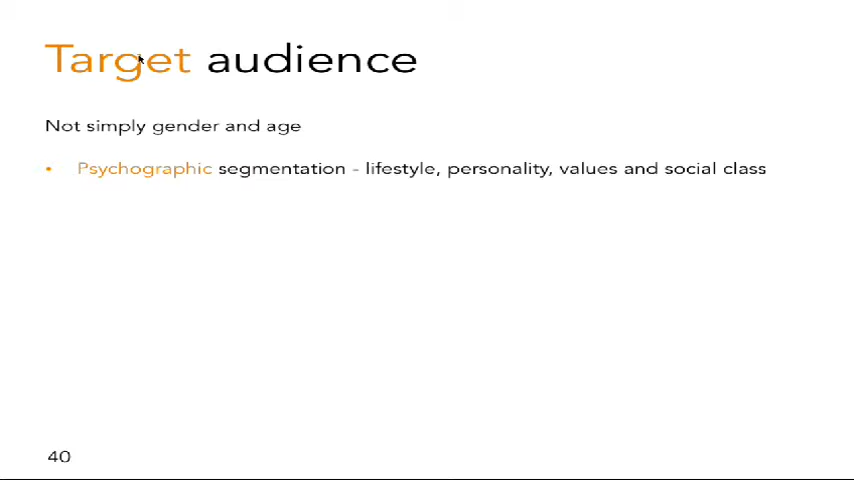 Target audience
Not simply gender and age
• Psychographic segmentation - lifestyle, personality, values and social class
40